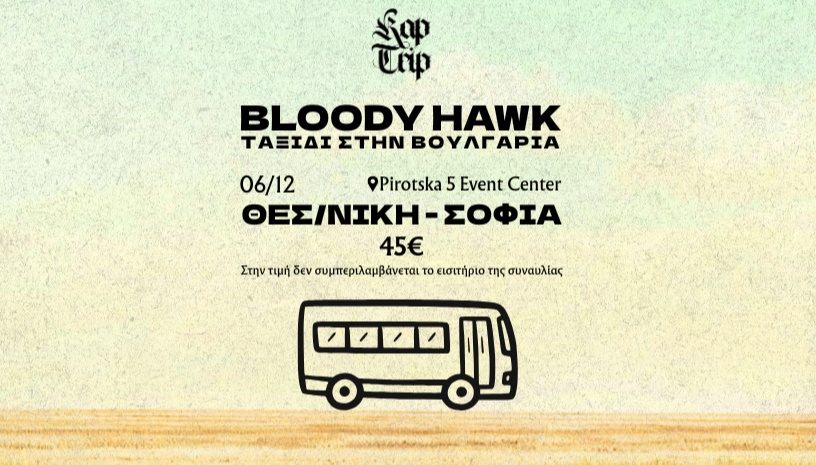 Rap
Trip
BLOODY HAWK
ΤΑΞΙΔΙ ΣΤΗΝ ΒΟΥΛΓΑΡΙΑ
06/12 Pirotska 5 Event Center
ΘΕΣ/ΝΙΚΗ - ΣΟΦΙΑ
45€
Στην τιμή δεν συμπεριλαμβάνεται το εισιτήριο της συναυλίας